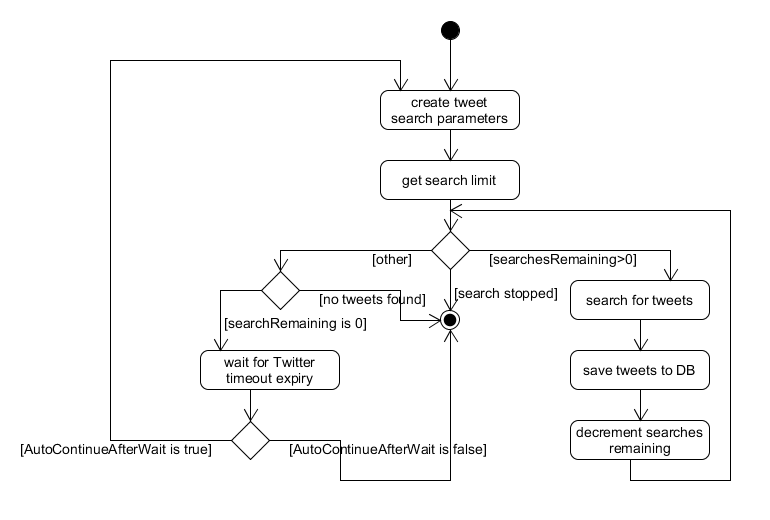 create tweet
search parameters
get search limit
[other]
[searchesRemaining>0]
[no tweets found]
[search stopped]
search for tweets
[searchRemaining is 0]
wait for Twitter
timeout expiry
save tweets to DB
decrement searches
remaining
[AutoContinueAfterWait is true]
[AutoContinueAfterWait is false]